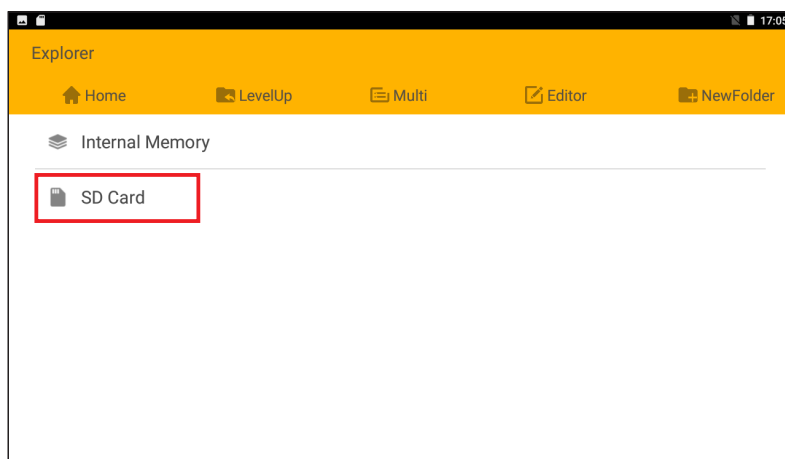 17:05
Explorer
Home LevelUp Multi Editor NewFolder
Internal Memory
SD Card